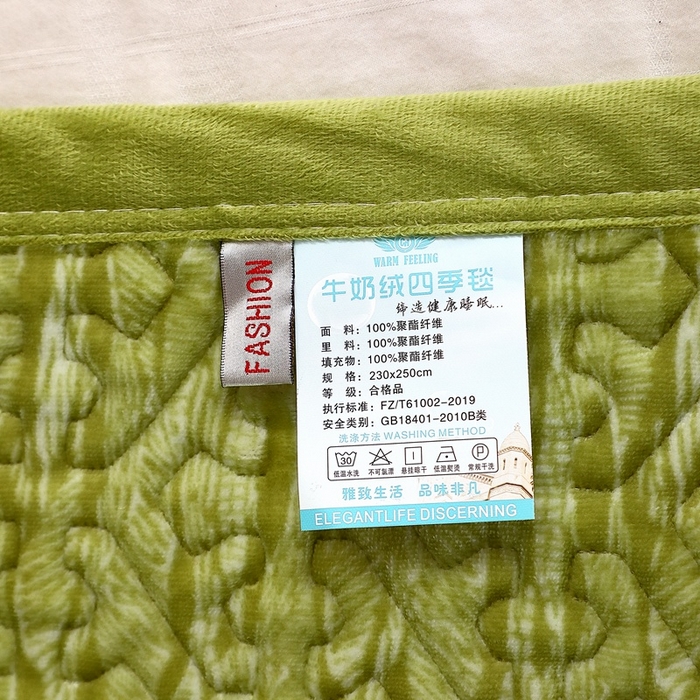 FASHION
WARM FEELING
牛奶绒四季毯
缔造健康睡眠...
面 料：100%聚酯纤维
里 料：100%聚酯纤维
填充物：100%聚酯纤维
规 格：230x250cm
等 级：合格品
执行标准：FZ/T61002-2019
安全类别：GB18401-2010B类
洗涤方法 WASHING METHOD
30 P
低温水洗 不可氯漂 悬挂晾干 低温熨烫 常规干洗
雅致生活 品味非凡
ELEGANTLIFE DISCERNING